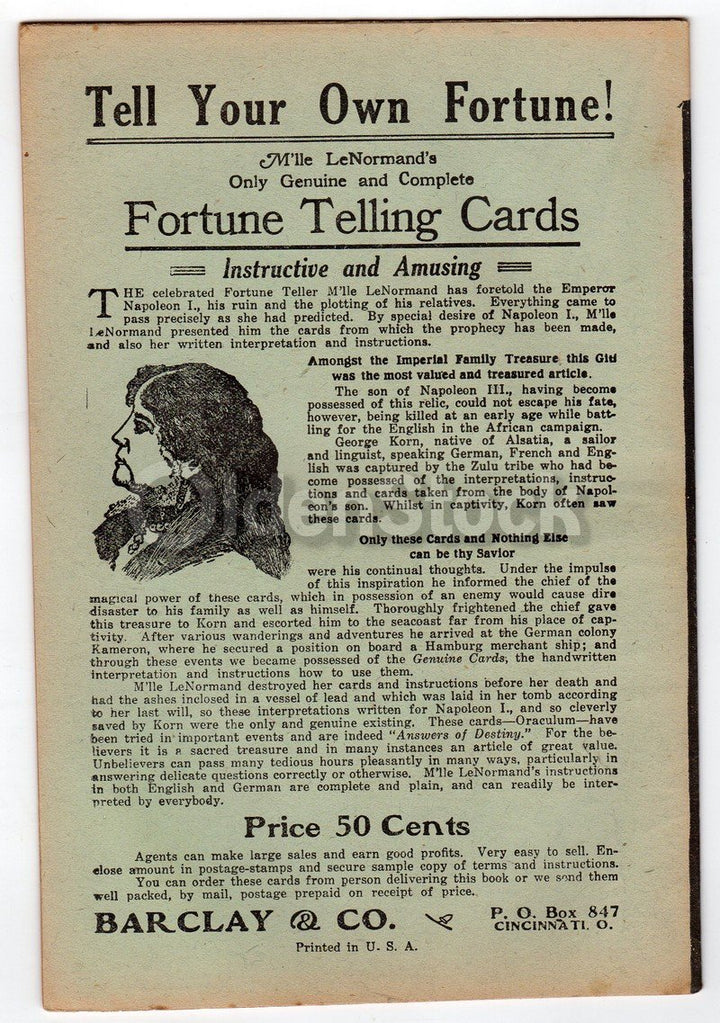 Tell Your Own Fortune!
M'lle LeNormand's
Only Genuine and Complete
Fortune Telling Cards
Instructive and Amusing
THE celebrated Fortune Teller M'lle LeNormand has foretold the Emperor
Napoleon I., his ruin and the plotting of his relatives. Everything came to
pass precisely as she had predicted. By special desire of Napoleon I., M'lle
LeNormand presented him the cards from which the prophecy has been made,
and also her written interpretation and instructions.
Amongst the Imperial Family Treasure this Gift
was the most valued and treasured article.
The son of Napoleon III., having become
possessed of this relic, could not escape his fate,
however, being killed at an early age while batt-
ling for the English in the African campaign.
George Korn, native of Alsatia, a sailor
and linguist, speaking German, French and Eng-
lish was captured by the Zulu tribe who had be-
come possessed of the interpretations, instruc-
tions and cards taken from the body of Napol-
eon's son. Whilst in captivity, Korn often saw
these cards.
Only these Cards and Nothing Else
can be thy Savior
were his continual thoughts. Under the impulse
of this inspiration he informed the chief of the
magical power of these cards, which in possession of an enemy would cause dire
disaster to his family as well as himself. Thoroughly frightened the chief gave
this treasure to Korn and escorted him to the seacoast far from his place of cap-
tivity. After various wanderings and adventures he arrived at the German colony
Kameron, where he secured a position on board a Hamburg merchant ship; and
through these events we became possessed of the Genuine Cards, the handwritten
interpretation and instructions how to use them.
M'lle LeNormand destroyed her cards and instructions before her death and
had the ashes inclosed in a vessel of lead and which was laid in her tomb according
to her last will, so these interpretations written for Napoleon I., and so cleverly
saved by Korn were the only and genuine existing. These cards—Oraculum—have
been tried in important events and are indeed "Answers of Destiny." For the be-
lievers it is a sacred treasure and in many instances an article of great value.
Unbelievers can pass many tedious hours pleasantly in many ways, particularly in
answering delicate questions correctly or otherwise. M'lle LeNormand's instructions
in both English and German are complete and plain, and can readily be inter-
preted by everybody.
Price 50 Cents
Agents can make large sales and earn good profits. Very easy to sell. En-
close amount in postage-stamps and secure sample copy of terms and instructions.
You can order these cards from person delivering this book or we send them
well packed, by mail, postage prepaid on receipt of price.
BARCLAY & CO.
P. O. Box 847
CINCINNATI, O.
Printed in U. S. A.